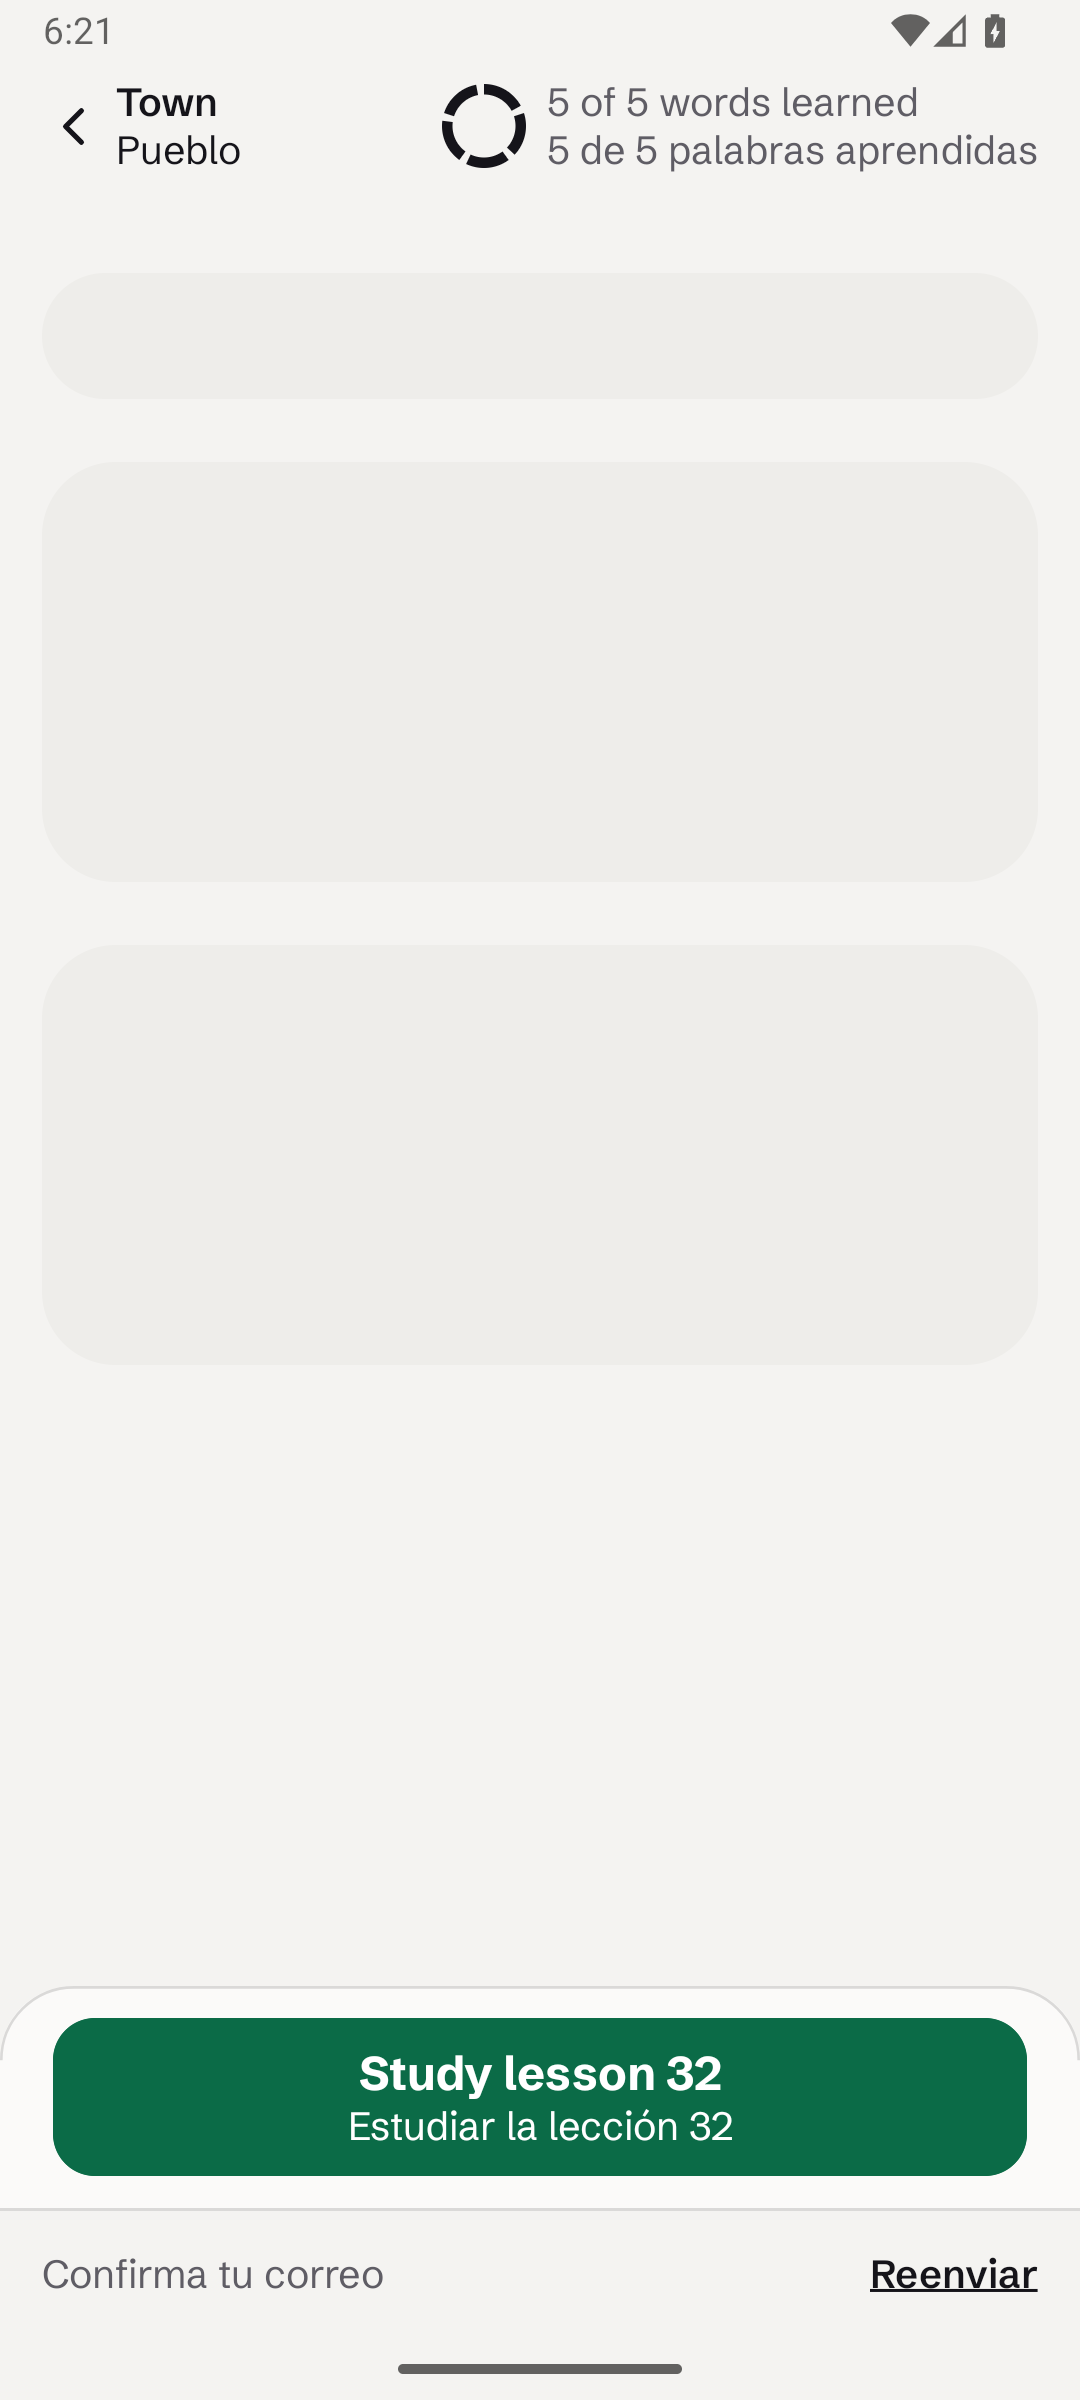 6:21
Town
Pueblo
5 of 5 words learned
5 de 5 palabras aprendidas
Study lesson 32
Estudiar la lección 32
Confirma tu correo
Reenviar